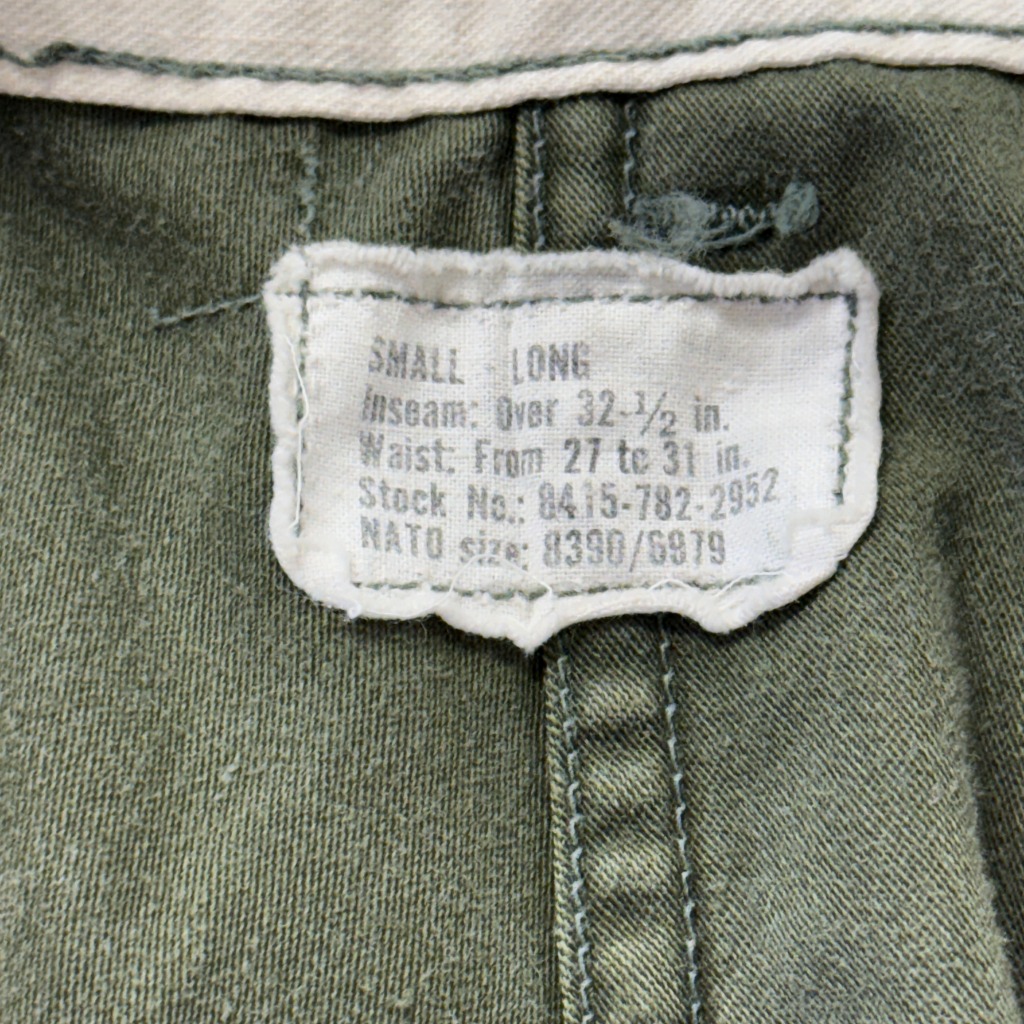 SMALL - LONG
Inseam: Over 32-1/2 in.
Waist: From 27 to 31 in.
Stock No.: 8415-782-2952
NATO size: 8390/6979